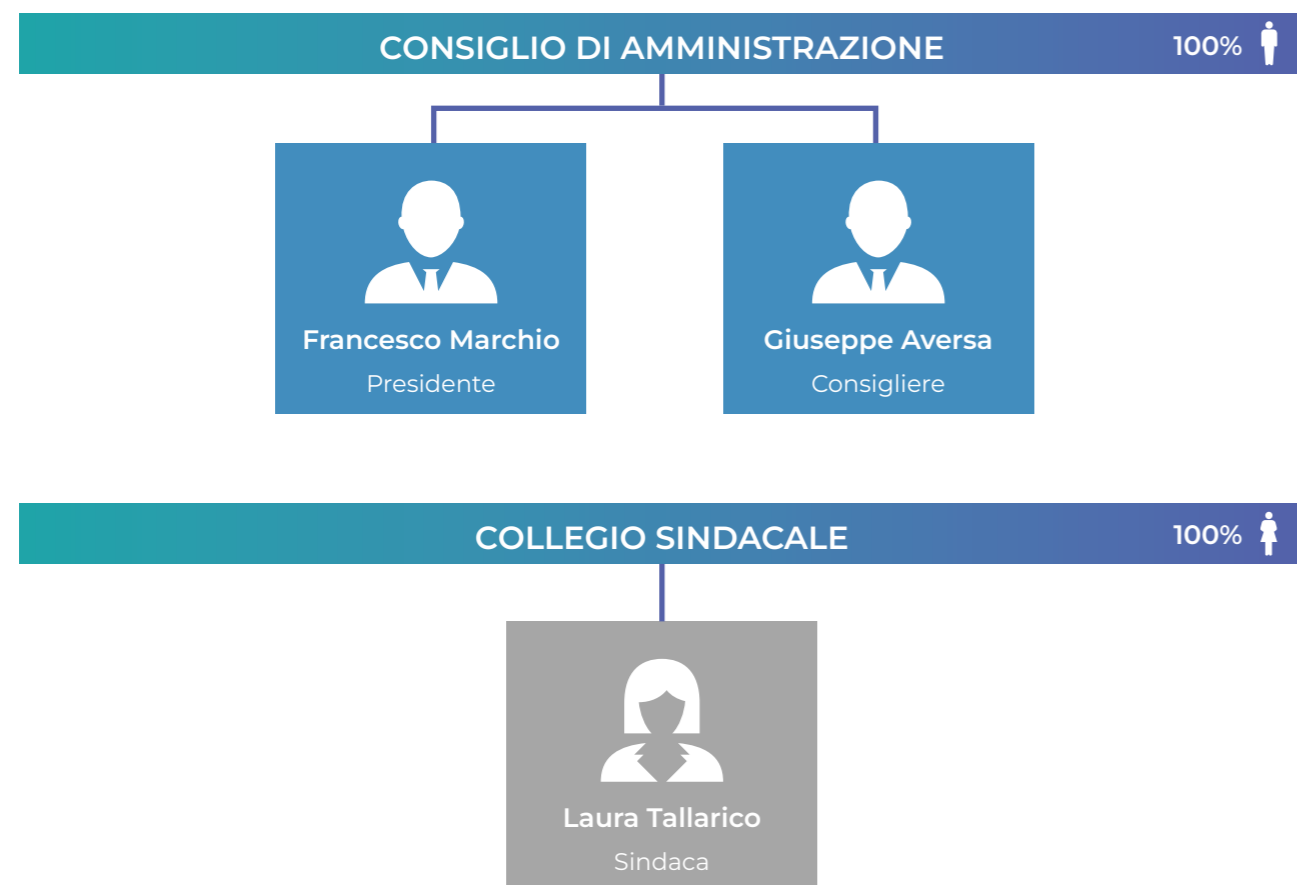 CONSIGLIO DI AMMINISTRAZIONE 100%
Francesco Marchio
Presidente
Giuseppe Aversa
Consigliere
COLLEGIO SINDACALE 100%
Laura Tallarico
Sindaca